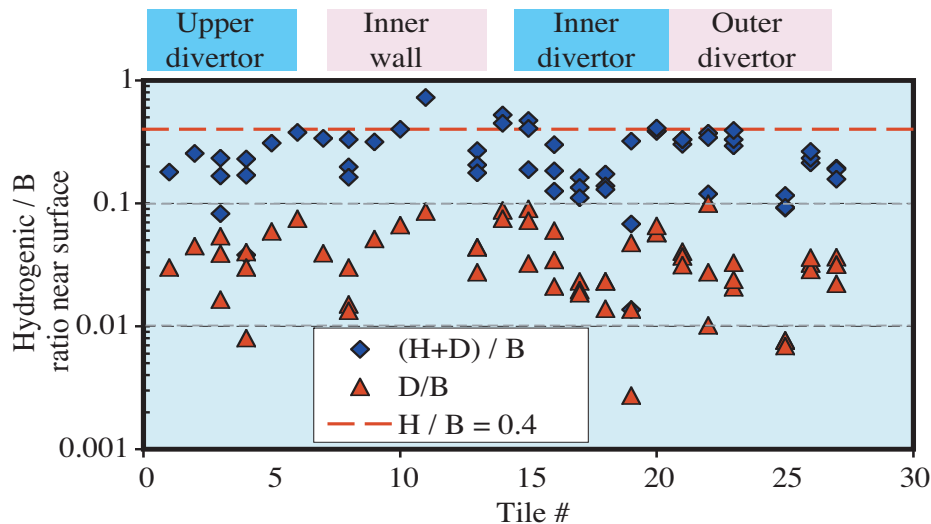 Upper divertor
Inner wall
Inner divertor
Outer divertor
Hydrogenic / B
ratio near surface
1
0.1
0.01
0.001
(H+D) / B
D/B
H / B = 0.4
0 5 10 15 20 25 30
Tile #